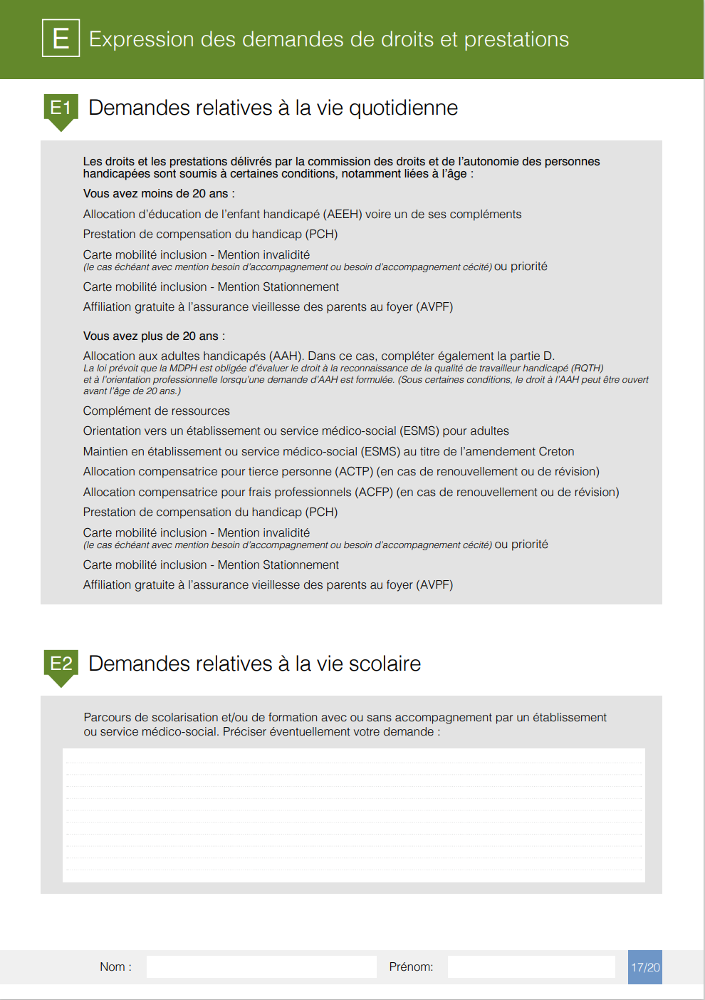 E Expression des demandes de droits et prestations
E1 Demandes relatives à la vie quotidienne
Les droits et les prestations délivrés par la commission des droits et de l'autonomie des personnes
handicapées sont soumis à certaines conditions, notamment liées à l'âge :
Vous avez moins de 20 ans :
Allocation d'éducation de l'enfant handicapé (AEEH) voire un de ses compléments
Prestation de compensation du handicap (PCH)
Carte mobilité inclusion - Mention invalidité
(le cas échéant avec mention besoin d'accompagnement ou besoin d'accompagnement cécité) ou priorité
Carte mobilité inclusion - Mention Stationnement
Affiliation gratuite à l'assurance vieillesse des parents au foyer (AVPF)
Vous avez plus de 20 ans :
Allocation aux adultes handicapés (AAH). Dans ce cas, compléter également la partie D.
La loi prévoit que la MDPH est obligée d'évaluer le droit à la reconnaissance de la qualité de travailleur handicapé (RQTH)
et à l'orientation professionnelle lorsqu'une demande d'AAH est formulée. (Sous certaines conditions, le droit à l'AAH peut être ouvert
avant l'âge de 20 ans.)
Complément de ressources
Orientation vers un établissement ou service médico-social (ESMS) pour adultes
Maintien en établissement ou service médico-social (ESMS) au titre de l'amendement Creton
Allocation compensatrice pour tierce personne (ACTP) (en cas de renouvellement ou de révision)
Allocation compensatrice pour frais professionnels (ACFP) (en cas de renouvellement ou de révision)
Prestation de compensation du handicap (PCH)
Carte mobilité inclusion - Mention invalidité
(le cas échéant avec mention besoin d'accompagnement ou besoin d'accompagnement cécité) ou priorité
Carte mobilité inclusion - Mention Stationnement
Affiliation gratuite à l'assurance vieillesse des parents au foyer (AVPF)
E2 Demandes relatives à la vie scolaire
Parcours de scolarisation et/ou de formation avec ou sans accompagnement par un établissement
ou service médico-social. Préciser éventuellement votre demande :
Nom : Prénom: 17/20